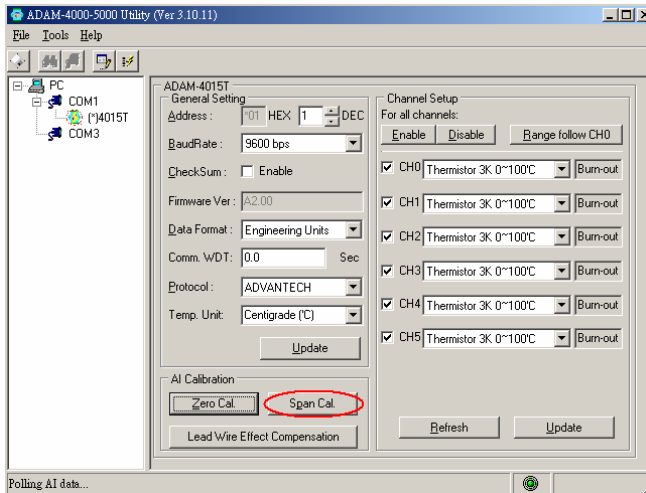 ADAM-4000-5000 Utility (Ver 3.10.11)
File Tools Help
PC
COM1
(*)4015T
COM3
ADAM-4015T
General Setting
Address : *01 HEX 1 DEC
BaudRate : 9600 bps
CheckSum : Enable
Firmware Ver : A2.00
Data Format : Engineering Units
Comm. WDT: 0.0 Sec
Protocol : ADVANTECH
Temp. Unit: Centigrade (℃)
Update
AI Calibration
Zero Cal. Span Cal.
Lead Wire Effect Compensation
Channel Setup
For all channels:
Enable Disable Range follow CH0
CH0 Thermistor 3K 0~100℃ Burn-out
CH1 Thermistor 3K 0~100℃ Burn-out
CH2 Thermistor 3K 0~100℃ Burn-out
CH3 Thermistor 3K 0~100℃ Burn-out
CH4 Thermistor 3K 0~100℃ Burn-out
CH5 Thermistor 3K 0~100℃ Burn-out
Refresh Update
Polling AI data...